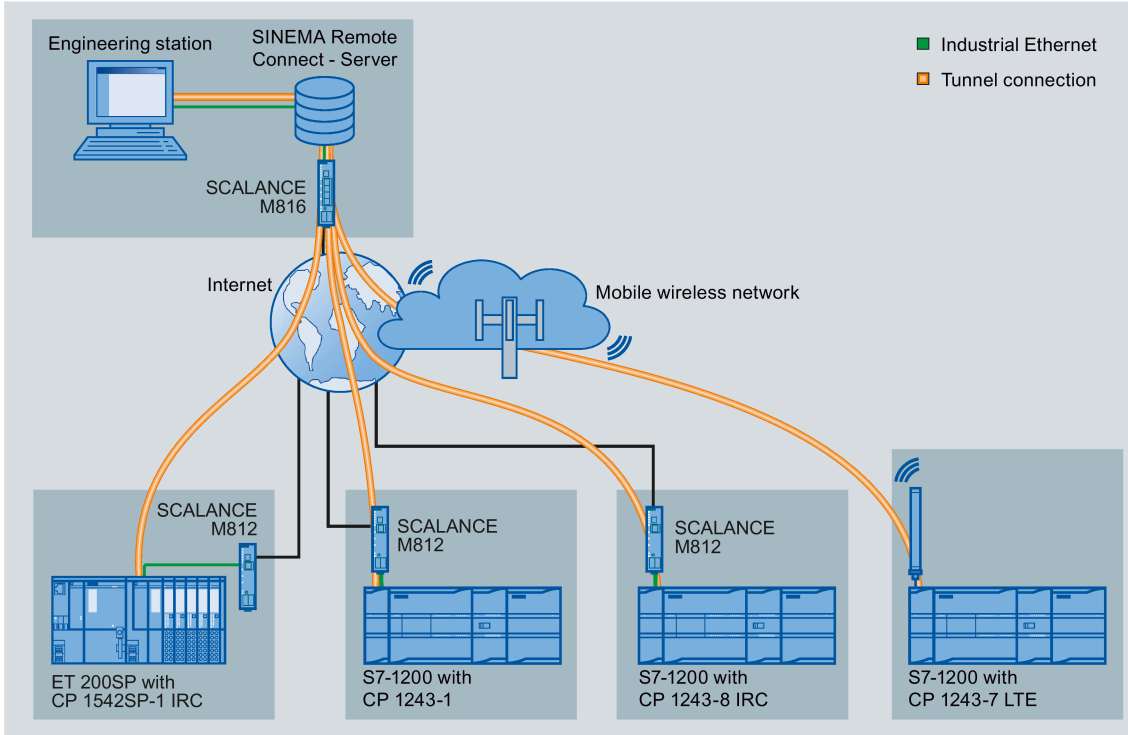 Engineering station
SINEMA Remote
Connect - Server
Industrial Ethernet
Tunnel connection
SCALANCE
M816
Internet
Mobile wireless network
SCALANCE
M812
SCALANCE
M812
SCALANCE
M812
ET 200SP with
CP 1542SP-1 IRC
S7-1200 with
CP 1243-1
S7-1200 with
CP 1243-8 IRC
S7-1200 with
CP 1243-7 LTE